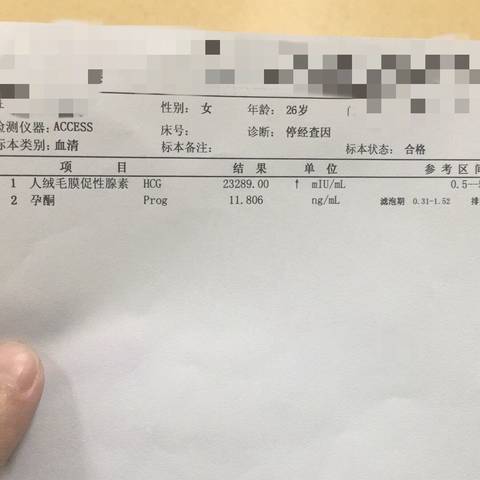 性别: 女 年龄: 26岁
检测仪器: ACCESS 床号: 诊断: 停经查因
标本类别: 血清 标本备注: 标本状态: 合格
项 目 结 果 单 位 参 考 区 间
1 人绒毛膜促性腺素 HCG 23289.00 ↑ mIU/mL 0.5--
2 孕酮 Prog 11.806 ng/mL 滤泡期 0.31-1.52 排